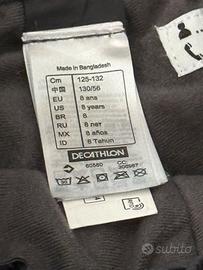 Made in Bangladesh
Cm 125-132
中国 130/56
EU 8 ans
US 8
BR 8
RU 8 лет
MX 8 años
ID 8 Tahun
DECATHLON
CC:
subito